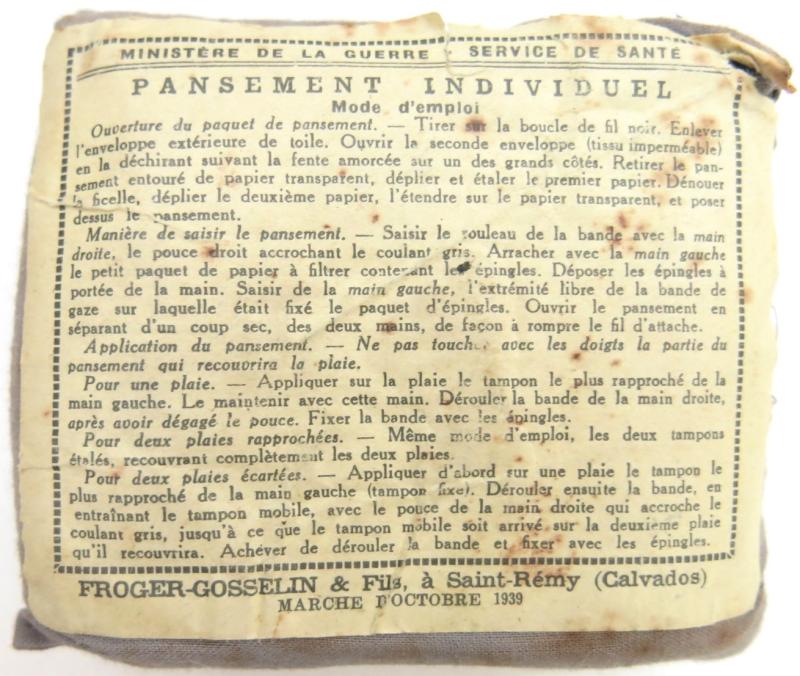 MINISTÈRE DE LA GUERRE - SERVICE DE SANTÉ
PANSEMENT INDIVIDUEL
Mode d'emploi
Ouverture du paquet de pansement. — Tirer sur la boucle de fil noir. Enlever
l'enveloppe extérieure de toile. Ouvrir la seconde enveloppe (tissu imperméable)
en la déchirant suivant la fente amorcée sur un des grands côtés. Retirer le pan-
sement entouré de papier transparent, déplier et étaler le premier papier. Dénouer
la ficelle, déplier le deuxième papier, l'étendre sur le papier transparent, et poser
dessus le pansement.
Manière de saisir le pansement. — Saisir le rouleau de la bande avec la main
droite, le pouce droit accrochant le coulant gris. Arracher avec la main gauche
le petit paquet de papier à filtrer contenant les épingles. Déposer les épingles à
portée de la main. Saisir de la main gauche, l'extrémité libre de la bande de
gaze sur laquelle était fixé le paquet d'épingles. Ouvrir le pansement en
séparant d'un coup sec, des deux mains, de façon à rompre le fil d'attache.
Application du pansement. — Ne pas toucher avec les doigts la partie du
pansement qui recouvrira la plaie.
Pour une plaie. — Appliquer sur la plaie le tampon le plus rapproché de la
main gauche. Le maintenir avec cette main. Dérouler la bande de la main droite,
après avoir dégagé le pouce. Fixer la bande avec les épingles.
Pour deux plaies rapprochées. — Même mode d'emploi, les deux tampons
étalés, recouvrant complètement les deux plaies.
Pour deux plaies écartées. — Appliquer d'abord sur une plaie le tampon le
plus rapproché de la main gauche (tampon fixe). Dérouler ensuite la bande, en
entraînant le tampon mobile, avec le pouce de la main droite qui accroche le
coulant gris, jusqu'à ce que le tampon mobile soit arrivé sur la deuxième plaie
qu'il recouvrira. Achever de dérouler la bande et fixer avec les épingles.
FROGER-GOSSELIN & Fils, à Saint-Rémy (Calvados)
MARCHE D'OCTOBRE 1939